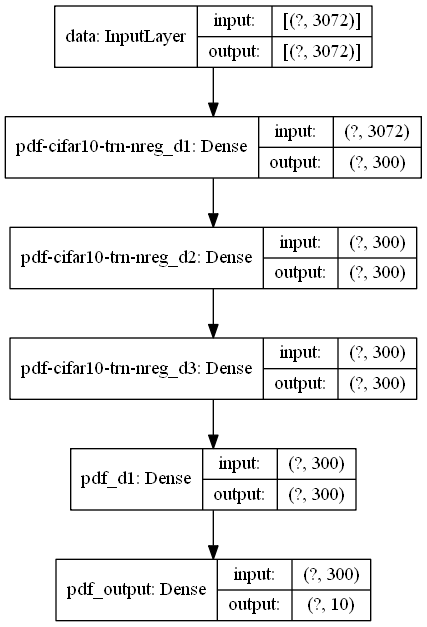 data: InputLayer
input: [(?, 3072)]
output: [(?, 3072)]
pdf-cifar10-trn-nreg_d1: Dense
input: (?, 3072)
output: (?, 300)
pdf-cifar10-trn-nreg_d2: Dense
input: (?, 300)
output: (?, 300)
pdf-cifar10-trn-nreg_d3: Dense
input: (?, 300)
output: (?, 300)
pdf_d1: Dense
input: (?, 300)
output: (?, 300)
pdf_output: Dense
input: (?, 300)
output: (?, 10)